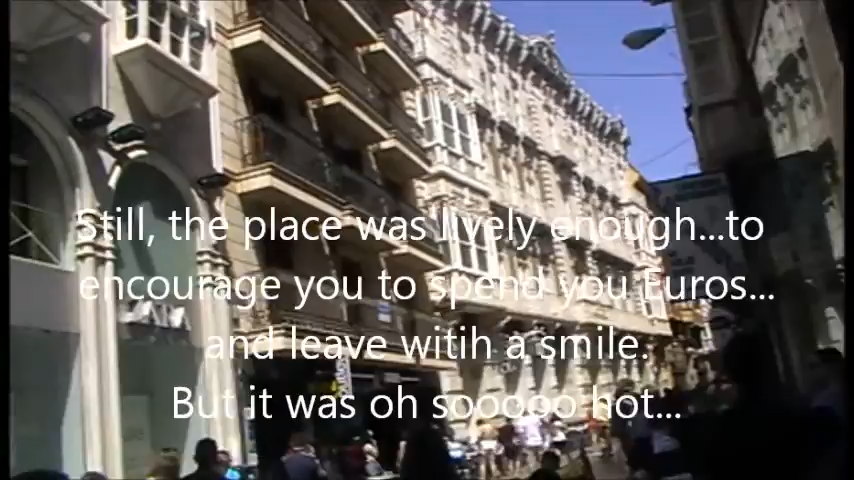 Still, the place was lively enough...to
encourage you to spend you Euros...
and leave witih a smile.
But it was oh sooooo hot...